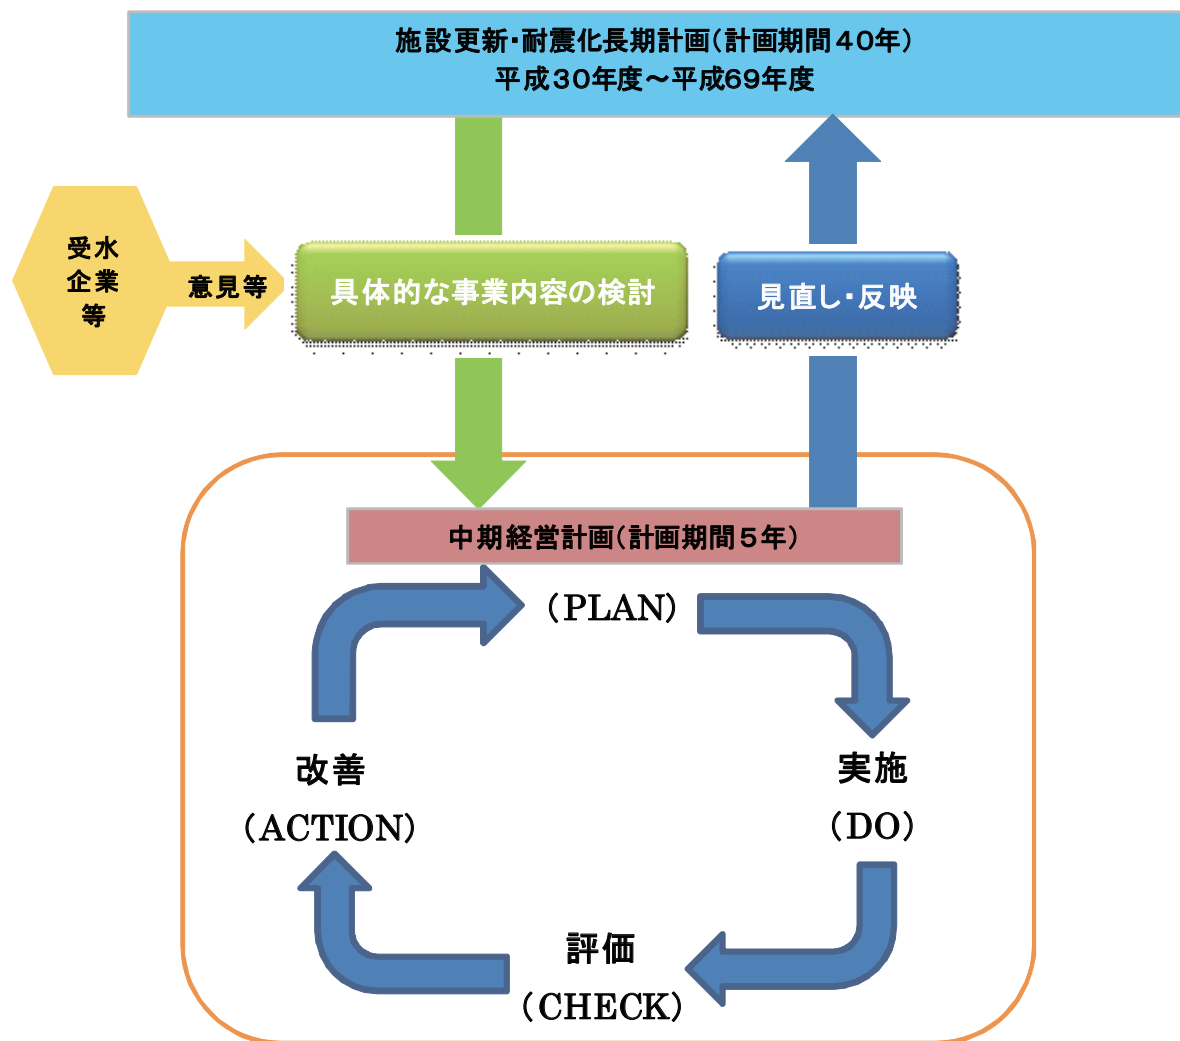 施設更新・耐震化長期計画（計画期間４０年）
平成３０年度～平成６９年度
受水
企業
等
意見等
具体的な事業内容の検討
見直し・反映
中期経営計画（計画期間５年）
（PLAN）
改善
（ACTION）
実施
（DO）
評価
（CHECK）